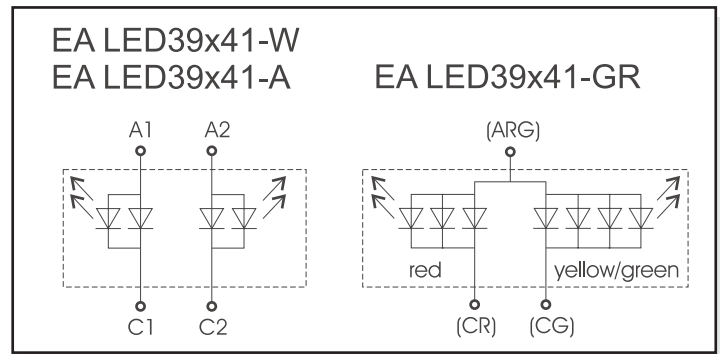 EA LED39x41-W
EA LED39x41-A
EA LED39x41-GR
A1 A2 (ARG)
red yellow/green
C1 C2 (CR) (CG)